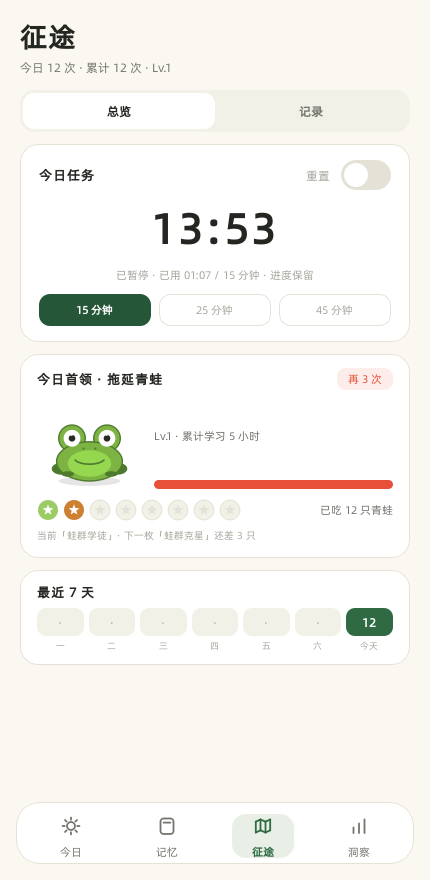 征途
今日 12 次 · 累计 12 次 · Lv.1
总览 记录
今日任务 重置
13:53
已暂停 · 已用 01:07 / 15 分钟 · 进度保留
15 分钟 25 分钟 45 分钟
今日首领 · 拖延青蛙 再 3 次
Lv.1 · 累计学习 5 小时
已吃 12 只青蛙
当前「蛙群学徒」· 下一枚「蛙群克星」还差 3 只
最近 7 天
· · · · · · 12
一 二 三 四 五 六 今天
今日 记忆 征途 洞察